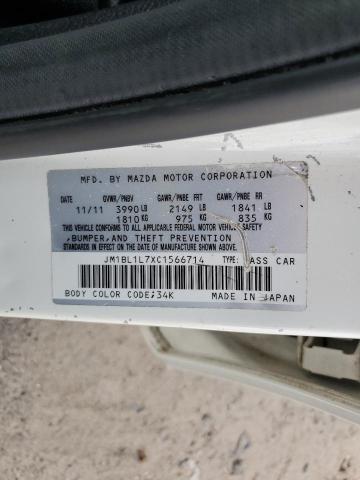 MFD. BY MAZDA MOTOR CORPORATION
DATE GVWR/PNBV GAWR/PNBE FRT GAWR/PNBE RR
11/11 3990 LB 2149 LB 1841 LB
1810 KG 975 KG 835 KG
THIS VEHICLE CONFORMS TO ALL APPLICABLE FEDERAL MOTOR VEHICLE SAFETY
,BUMPER,AND THEFT PREVENTION
STANDARDS IN EFFECT ON THE DATE OF MANUFACTURE SHOWN ABOVE.
JM1BL1L7XC1566714 TYPE: ASS CAR
BODY COLOR CODE;34K MADE IN JAPAN